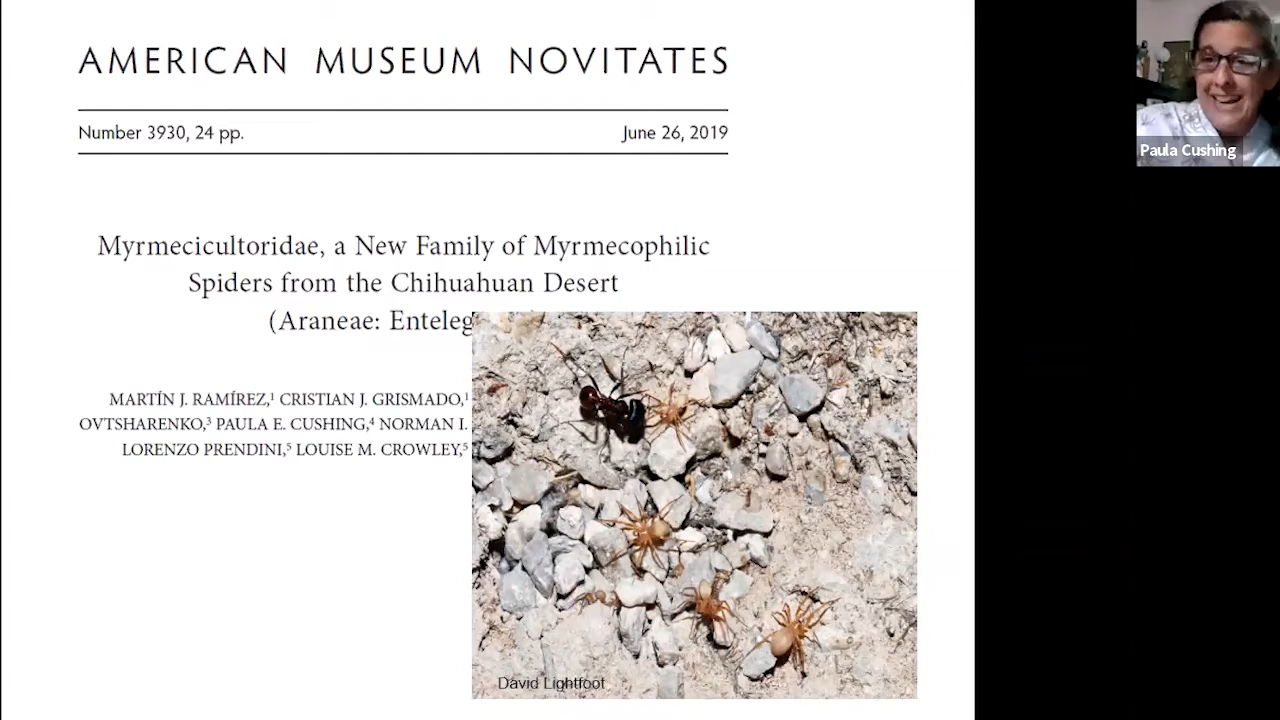 AMERICAN MUSEUM NOVITATES
Number 3930, 24 pp. June 26, 2019
Myrmecicultoridae, a New Family of Myrmecophilic
Spiders from the Chihuahuan Desert
(Araneae: Enteleg
MARTÍN J. RAMÍREZ,¹ CRISTIAN J. GRISMADO,¹
OVTSHARENKO,³ PAULA E. CUSHING,⁴ NORMAN I.
LORENZO PRENDINI,⁵ LOUISE M. CROWLEY,⁵
David Lightfoot
Paula Cushing